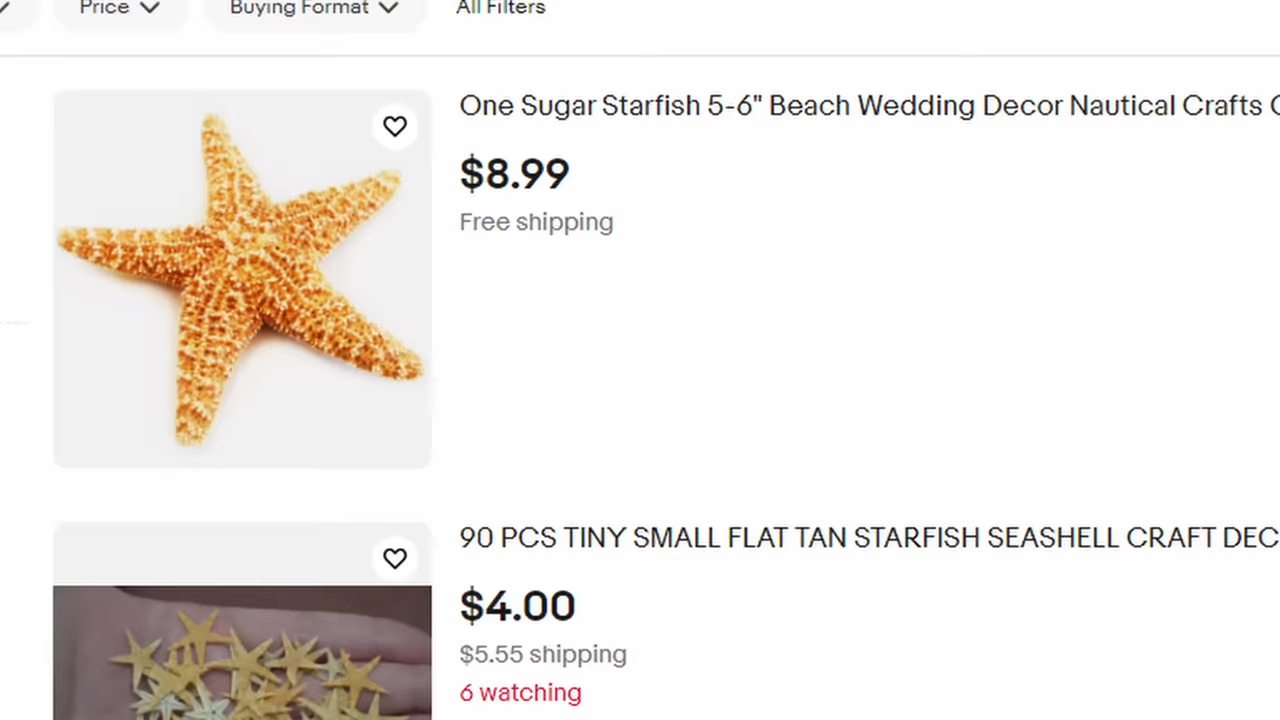 Price
Buying Format
All Filters
One Sugar Starfish 5-6" Beach Wedding Decor Nautical Crafts
$8.99
Free shipping
90 PCS TINY SMALL FLAT TAN STARFISH SEASHELL CRAFT DEC
$4.00
$5.55 shipping
6 watching